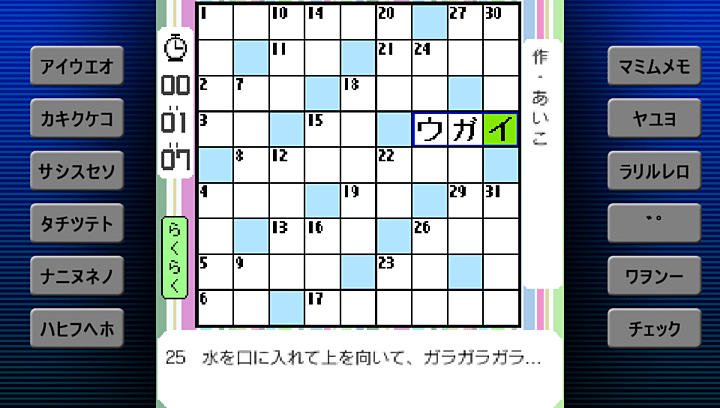 アイウエオ
カキクケコ
サシスセソ
タチツテト
ナニヌネノ
ハヒフヘホ
00
01
07
らくらく
1 10 14 20 27 30
11 21 24
2 7 18
3 15 ウガイ
8 12 22
4 19 29 31
13 16 26
5 9 23
6 17
作・あいこ
マミムメモ
ヤユヨ
ラリルレロ
゛゜
ワヲンー
チェック
25 水を口に入れて上を向いて、ガラガラガラ…